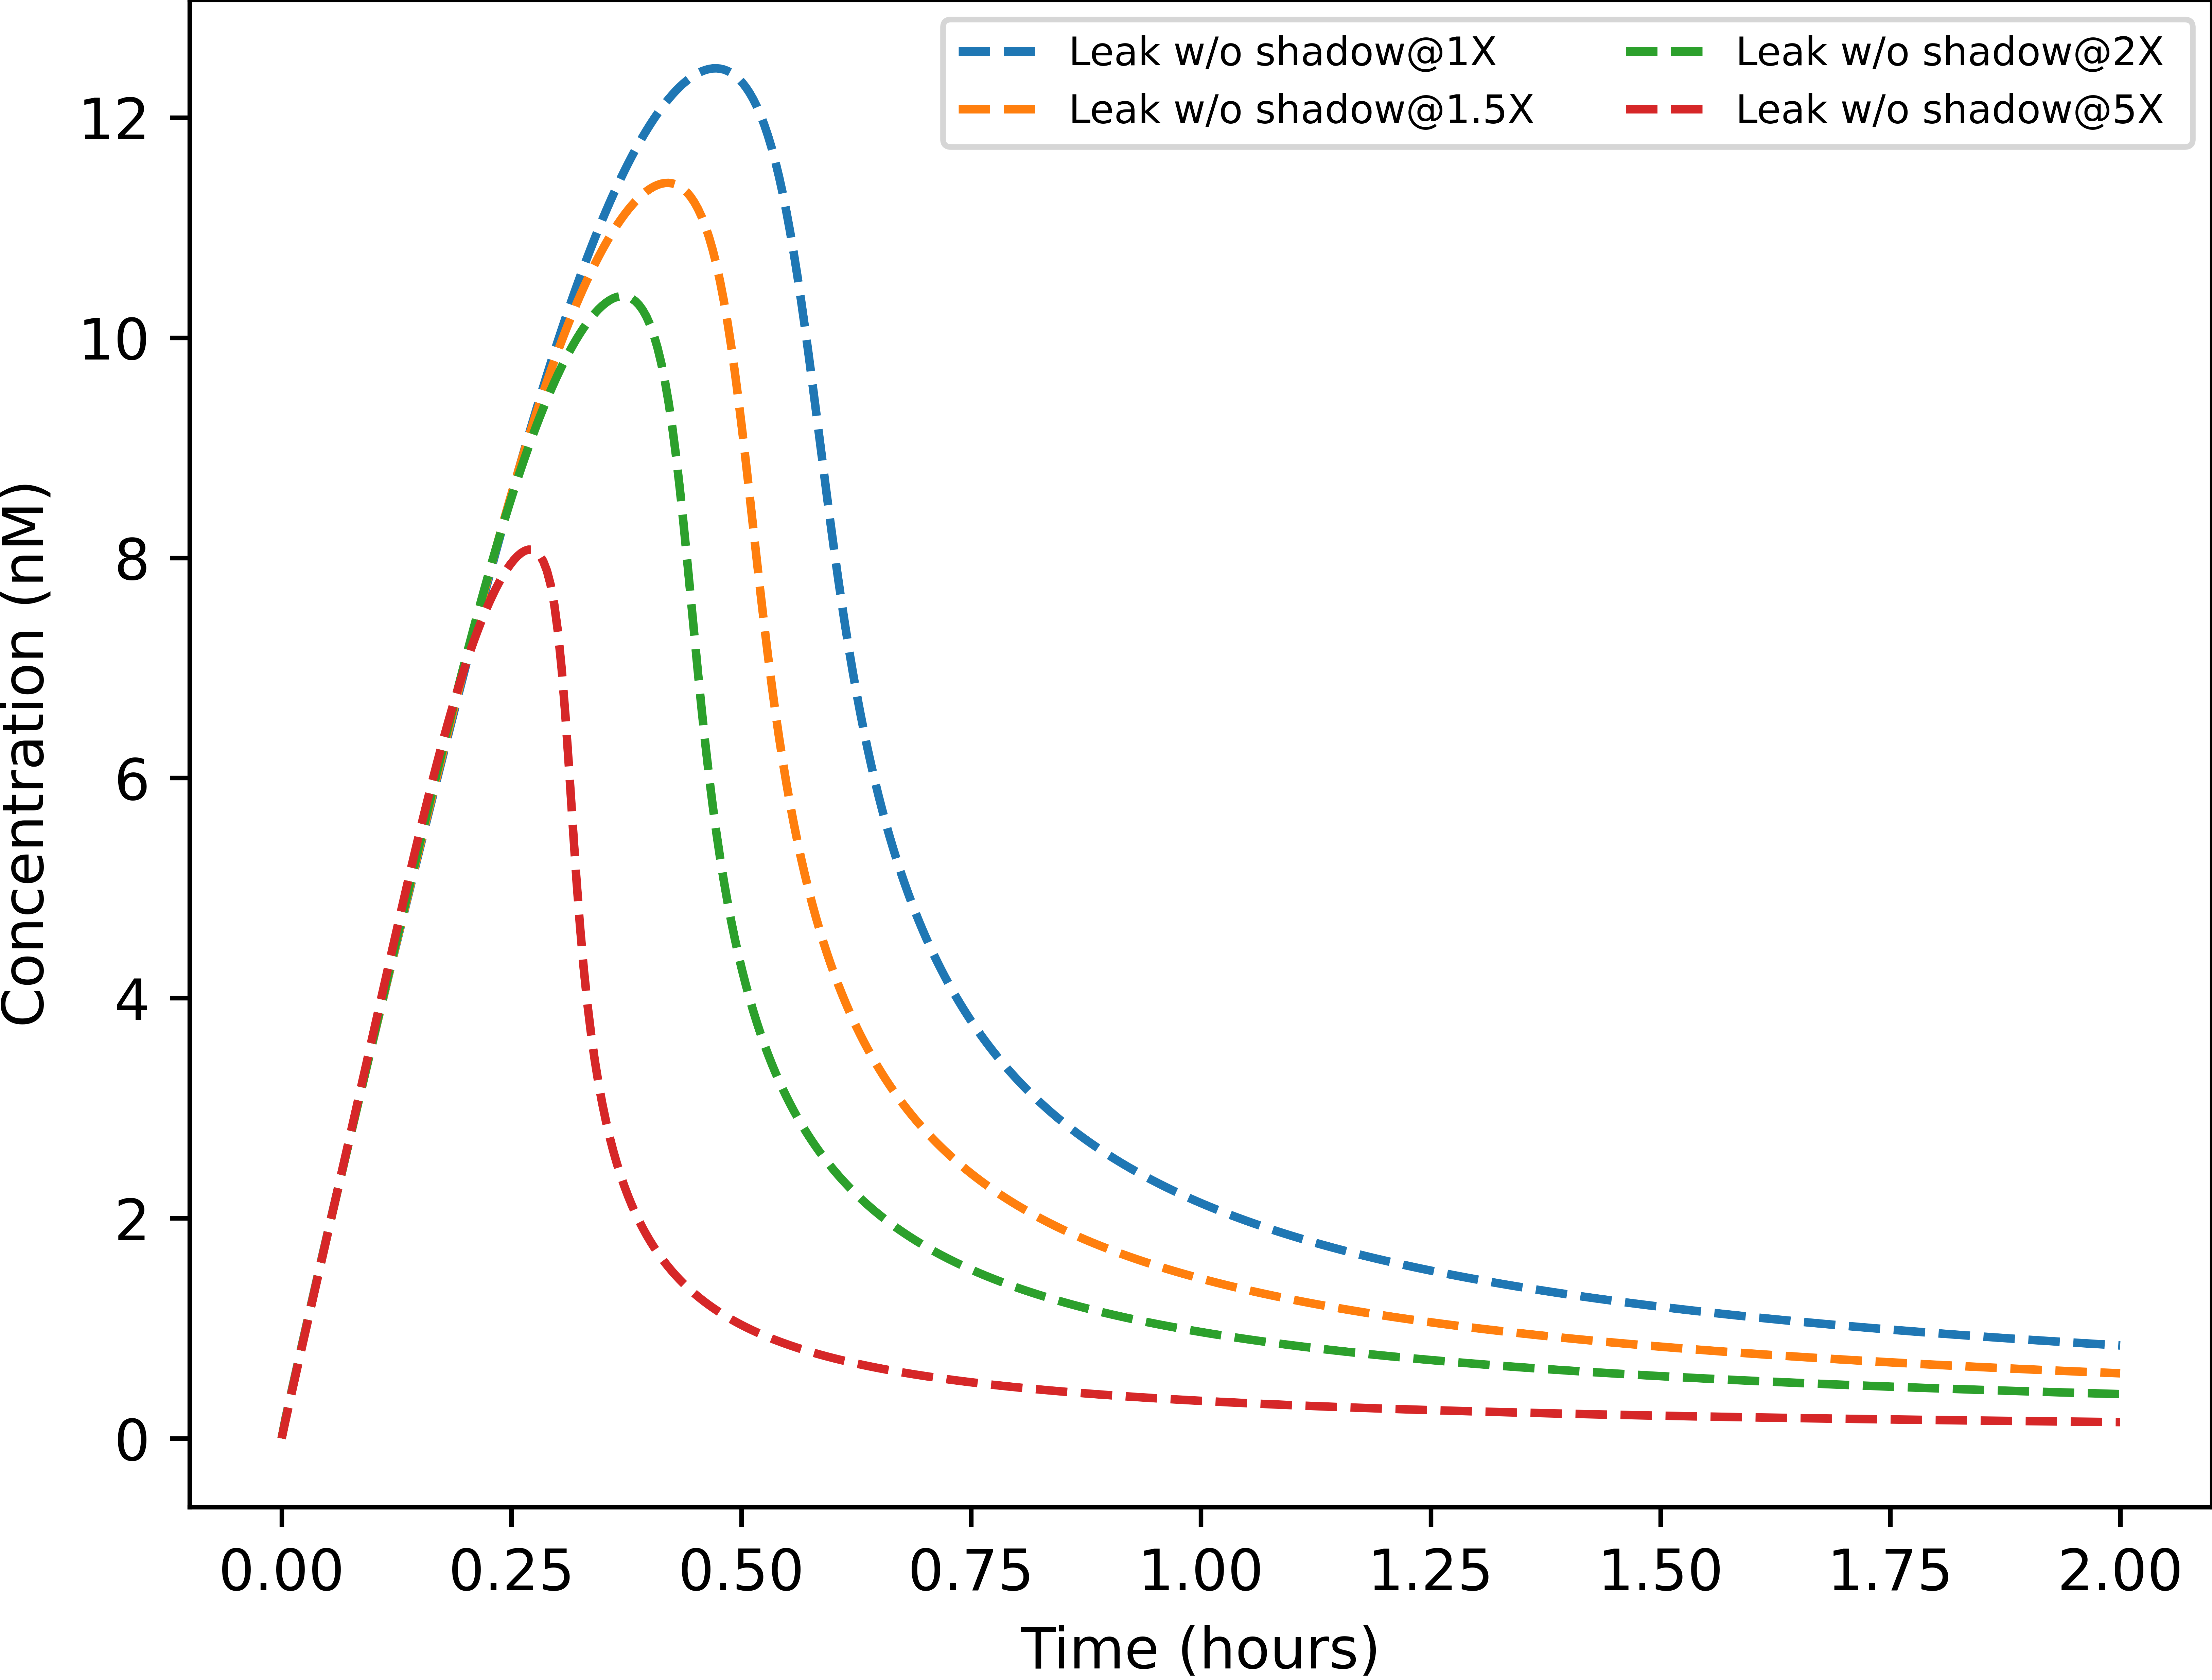 Leak w/o shadow@1X
Leak w/o shadow@1.5X
Leak w/o shadow@2X
Leak w/o shadow@5X
Concentration (nM)
12
10
8
6
4
2
0
0.00 0.25 0.50 0.75 1.00 1.25 1.50 1.75 2.00
Time (hours)